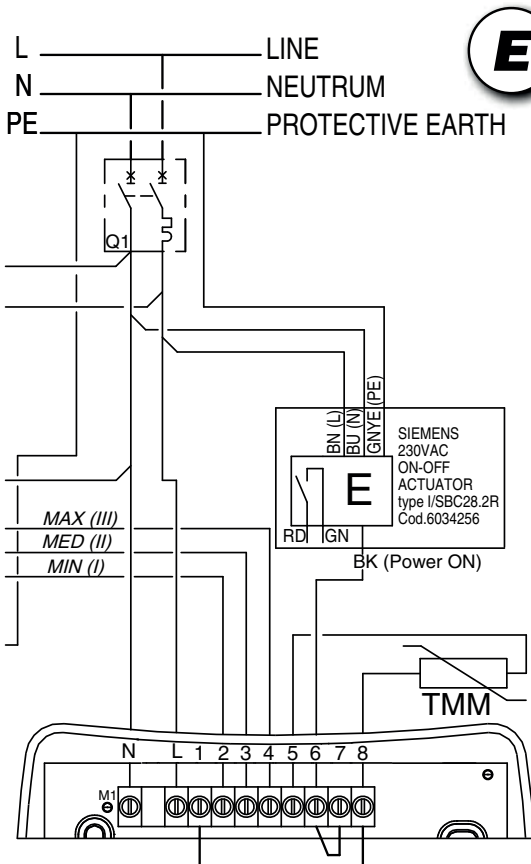 L LINE
E
N NEUTRUM
PE PROTECTIVE EARTH
Q1
BN (L)
BU (N)
GNYE (PE)
SIEMENS
230VAC
ON-OFF
ACTUATOR
type I/SBC28.2R
Cod.6034256
E
RD GN
BK (Power ON)
MAX (III)
MED (II)
MIN (I)
TMM
N L 1 2 3 4 5 6 7 8
M1